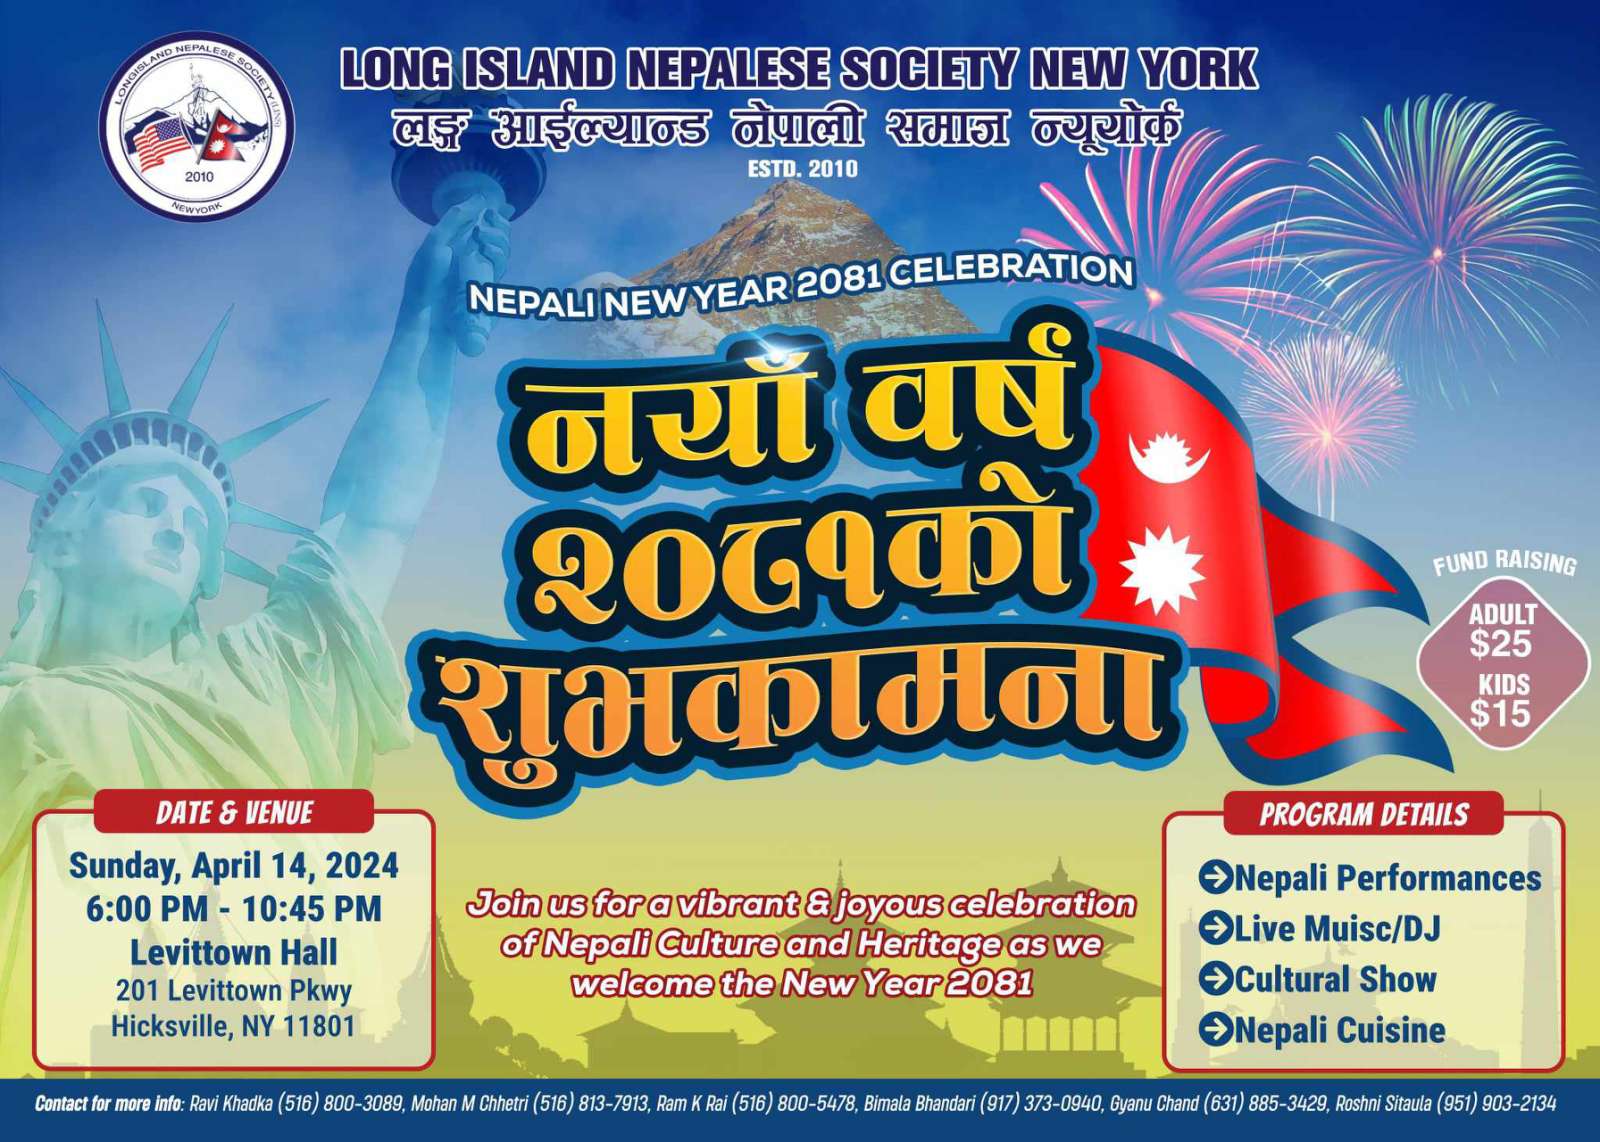 LONGISLAND NEPALESE SOCIETY(LINS)
2010
NEWYORK
LONG ISLAND NEPALESE SOCIETY NEW YORK
लङ्ग आईल्यान्ड नेपाली समाज न्यूयोर्क
ESTD. 2010
NEPALI NEW YEAR 2081 CELEBRATION
नयाँ वर्ष
२०८१को
शुभकामना
FUND RAISING
ADULT
$25
KIDS
$15
DATE & VENUE
Sunday, April 14, 2024
6:00 PM - 10:45 PM
Levittown Hall
201 Levittown Pkwy
Hicksville, NY 11801
Join us for a vibrant & joyous celebration
of Nepali Culture and Heritage as we
welcome the New Year 2081
PROGRAM DETAILS
Nepali Performances
Live Muisc/DJ
Cultural Show
Nepali Cuisine
Contact for more info: Ravi Khadka (516) 800-3089, Mohan M Chhetri (516) 813-7913, Ram K Rai (516) 800-5478, Bimala Bhandari (917) 373-0940, Gyanu Chand (631) 885-3429, Roshni Sitaula (951) 903-2134